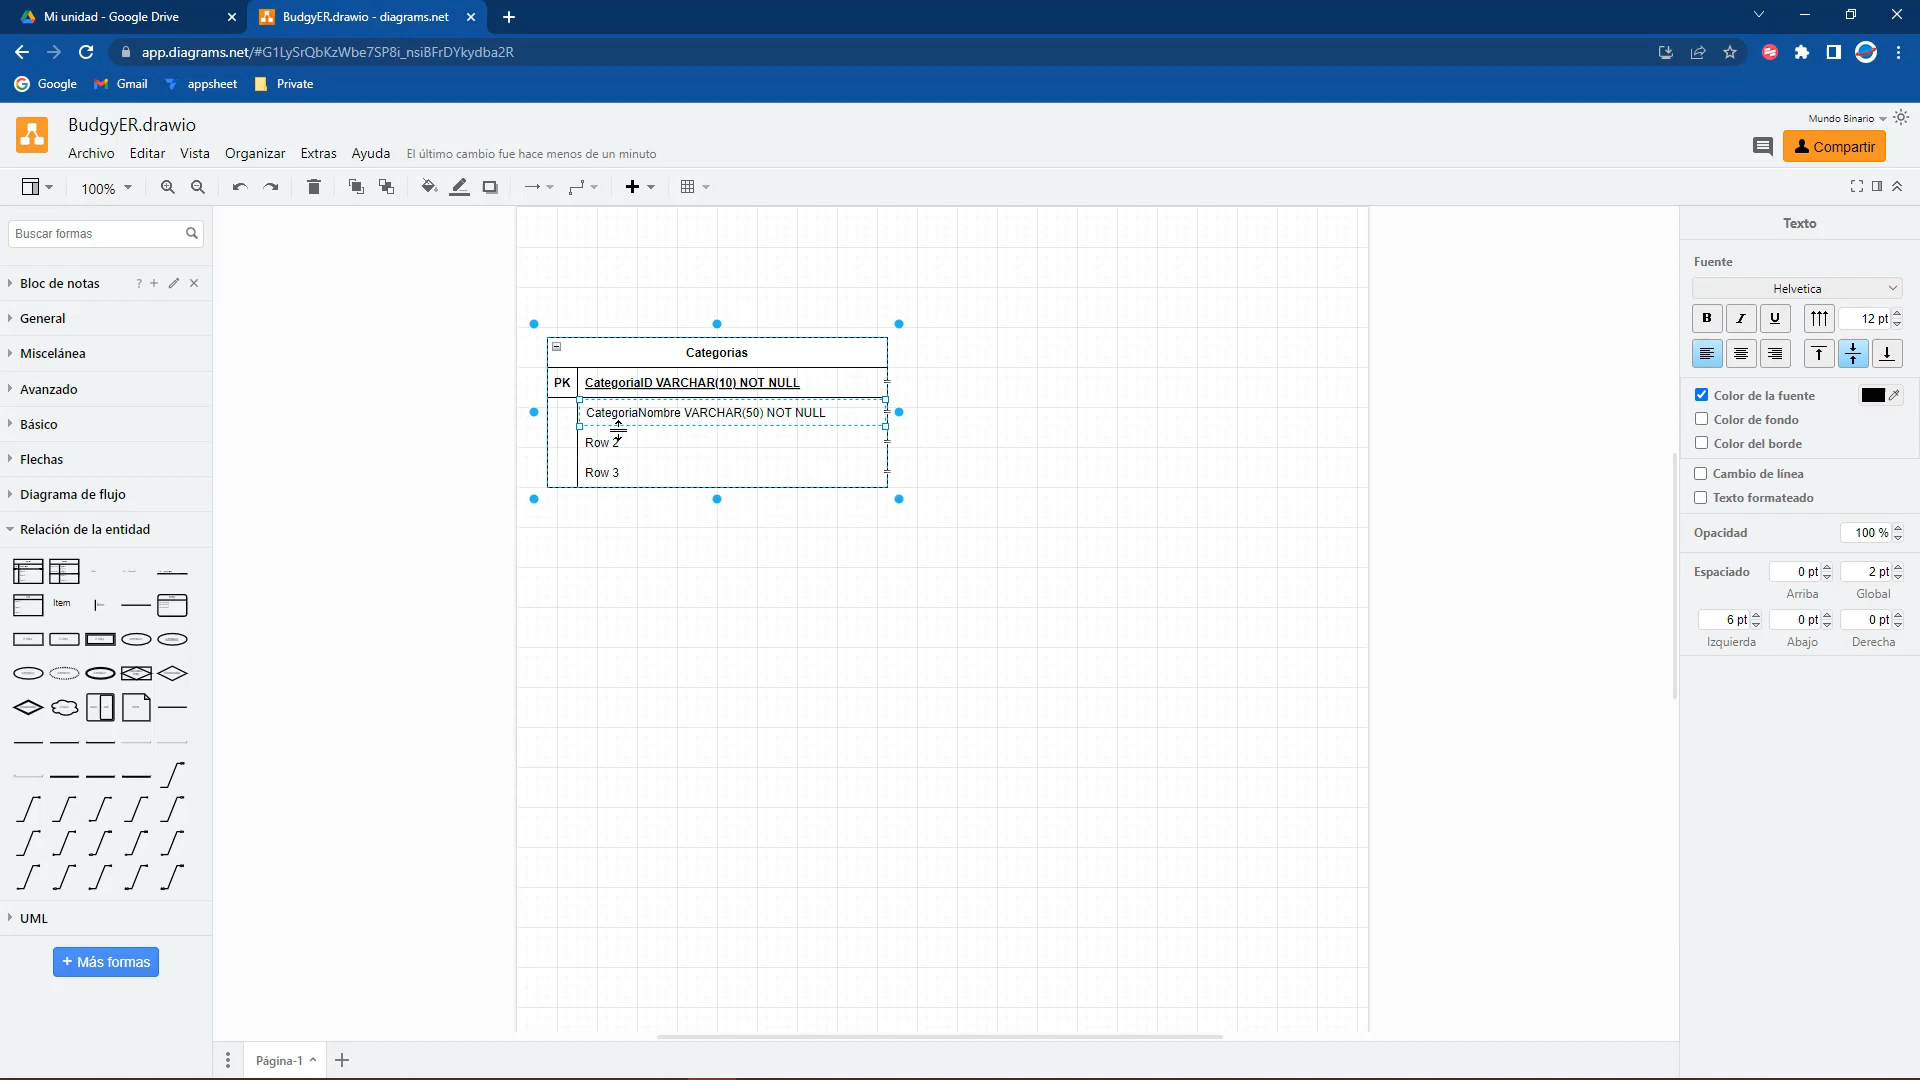 Mi unidad - Google Drive
BudgyER.drawio - diagrams.net
app.diagrams.net/#G1LySrQbKzWbe7SP8i_nsiBFrDYkydba2R
Google
Gmail
appsheet
Private
BudgyER.drawio
Mundo Binario
Archivo
Editar
Vista
Organizar
Extras
Ayuda
El último cambio fue hace menos de un minuto
Compartir
100%
Buscar formas
Bloc de notas
?
General
Miscelánea
Avanzado
Básico
Flechas
Diagrama de flujo
Relación de la entidad
Item
UML
+ Más formas
Categorias
PK
CategoriaID VARCHAR(10) NOT NULL
CategoriaNombre VARCHAR(50) NOT NULL
Row 2
Row 3
Texto
Fuente
Helvetica
B
I
U
12 pt
Color de la fuente
Color de fondo
Color del borde
Cambio de línea
Texto formateado
Opacidad
100 %
Espaciado
0 pt
2 pt
Arriba
Global
6 pt
0 pt
0 pt
Izquierda
Abajo
Derecha
Página-1